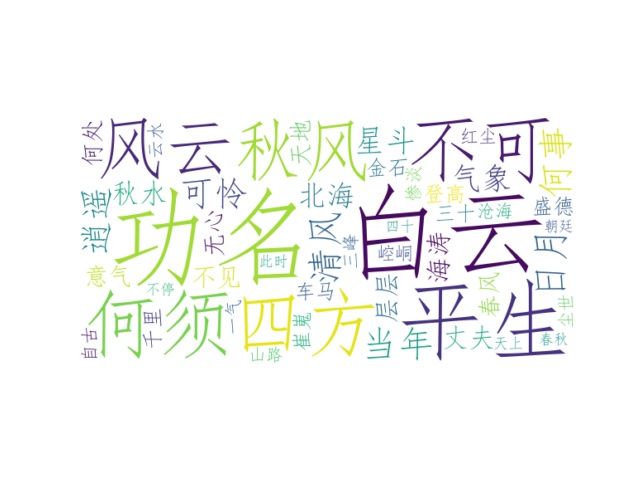 何处
风云
云水
秋风
天地
星斗
金石
不可
红尘
何事
逍遥
秋水
可怜
无心
北海
清风
三峰
惨淡
登高
气象
三十
沧海
盛德
朝廷
功名
白云
四十
崆峒
海涛
日月
意气
不停
不见
此时
车马
层层
春风
尘世
自古
何须
千里
一气
四方
山路
崔嵬
当年
平生
丈夫
天上
春秋